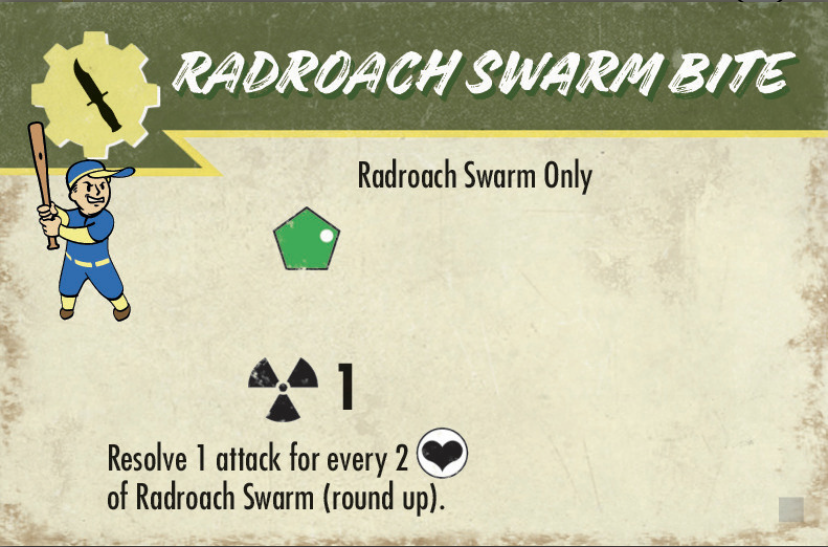 RADROACH SWARM BITE
Radroach Swarm Only
1
Resolve 1 attack for every 2
of Radroach Swarm (round up).